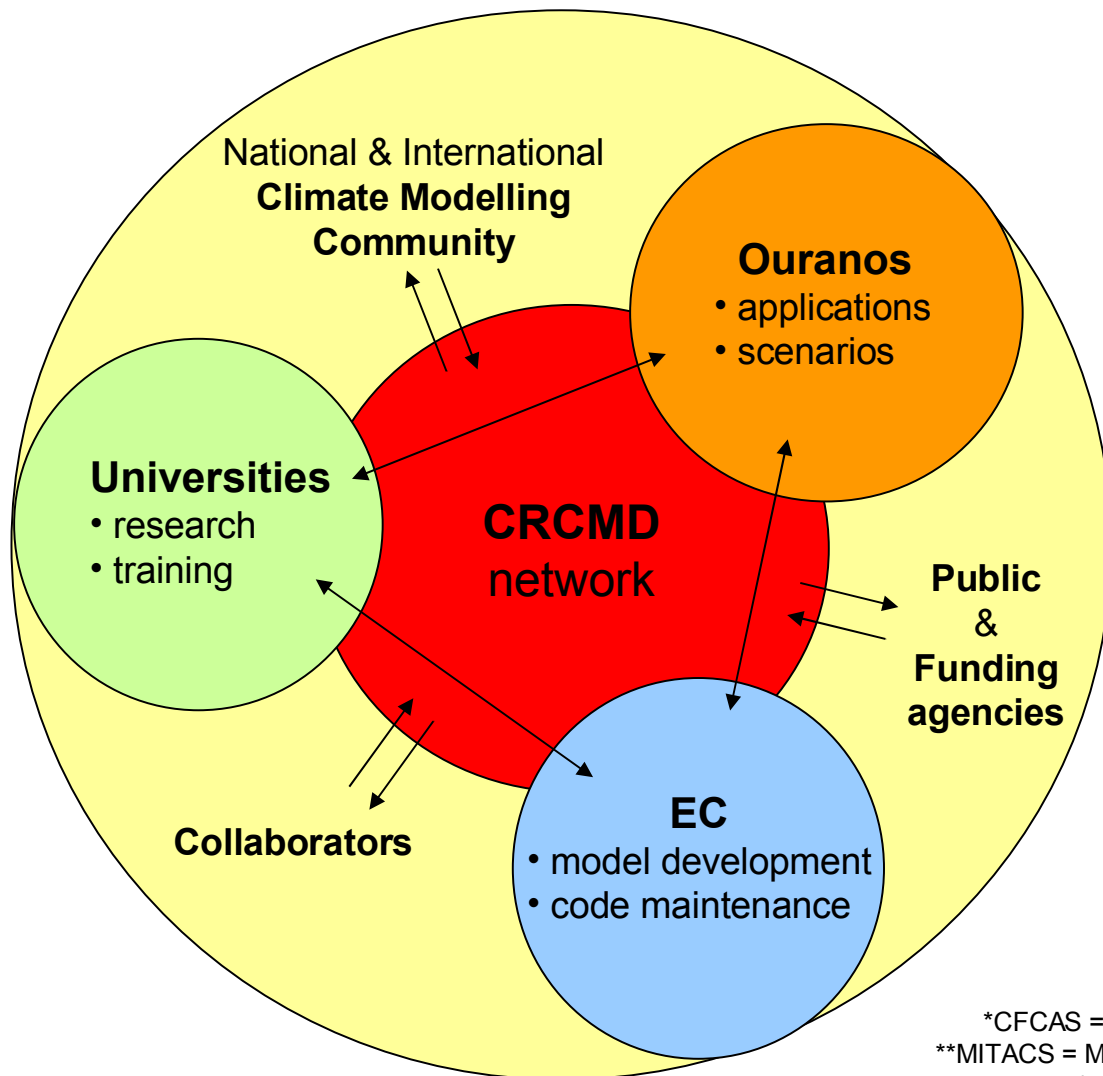 National & International
Climate Modelling
Community
Ouranos
• applications
• scenarios
Universities
• research
• training
CRCMD
network
Public
&
Funding
agencies
EC
• model development
• code maintenance
Collaborators
*CFCAS =
**MITACS = M